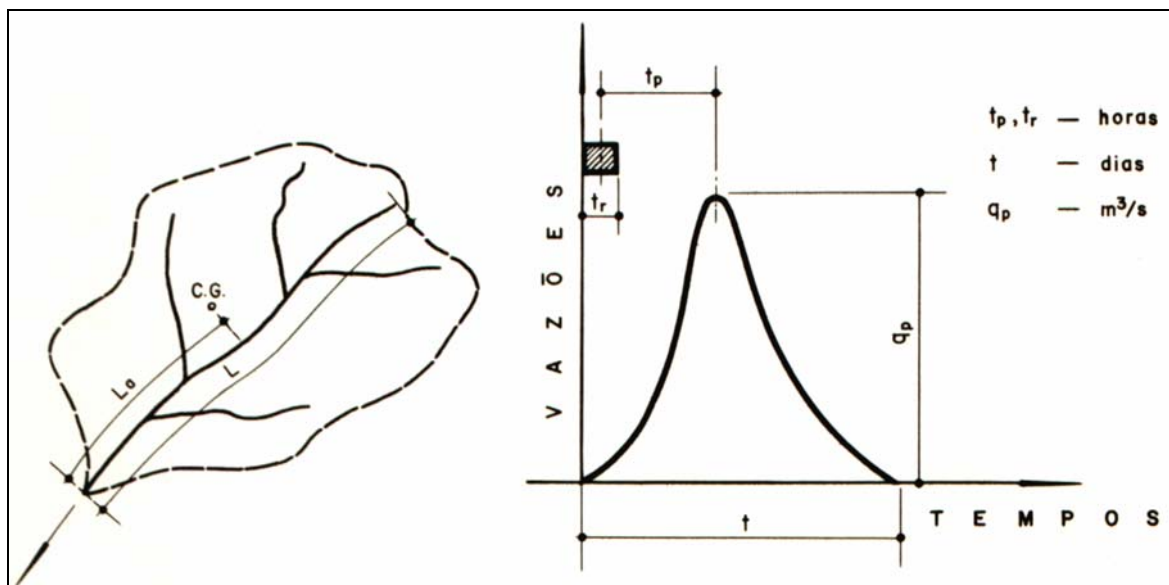 C.G.
La
L
VAZÕES
tp
tr
qp
t
TEMPOS
tp, tr — horas
t — dias
qp — m³/s